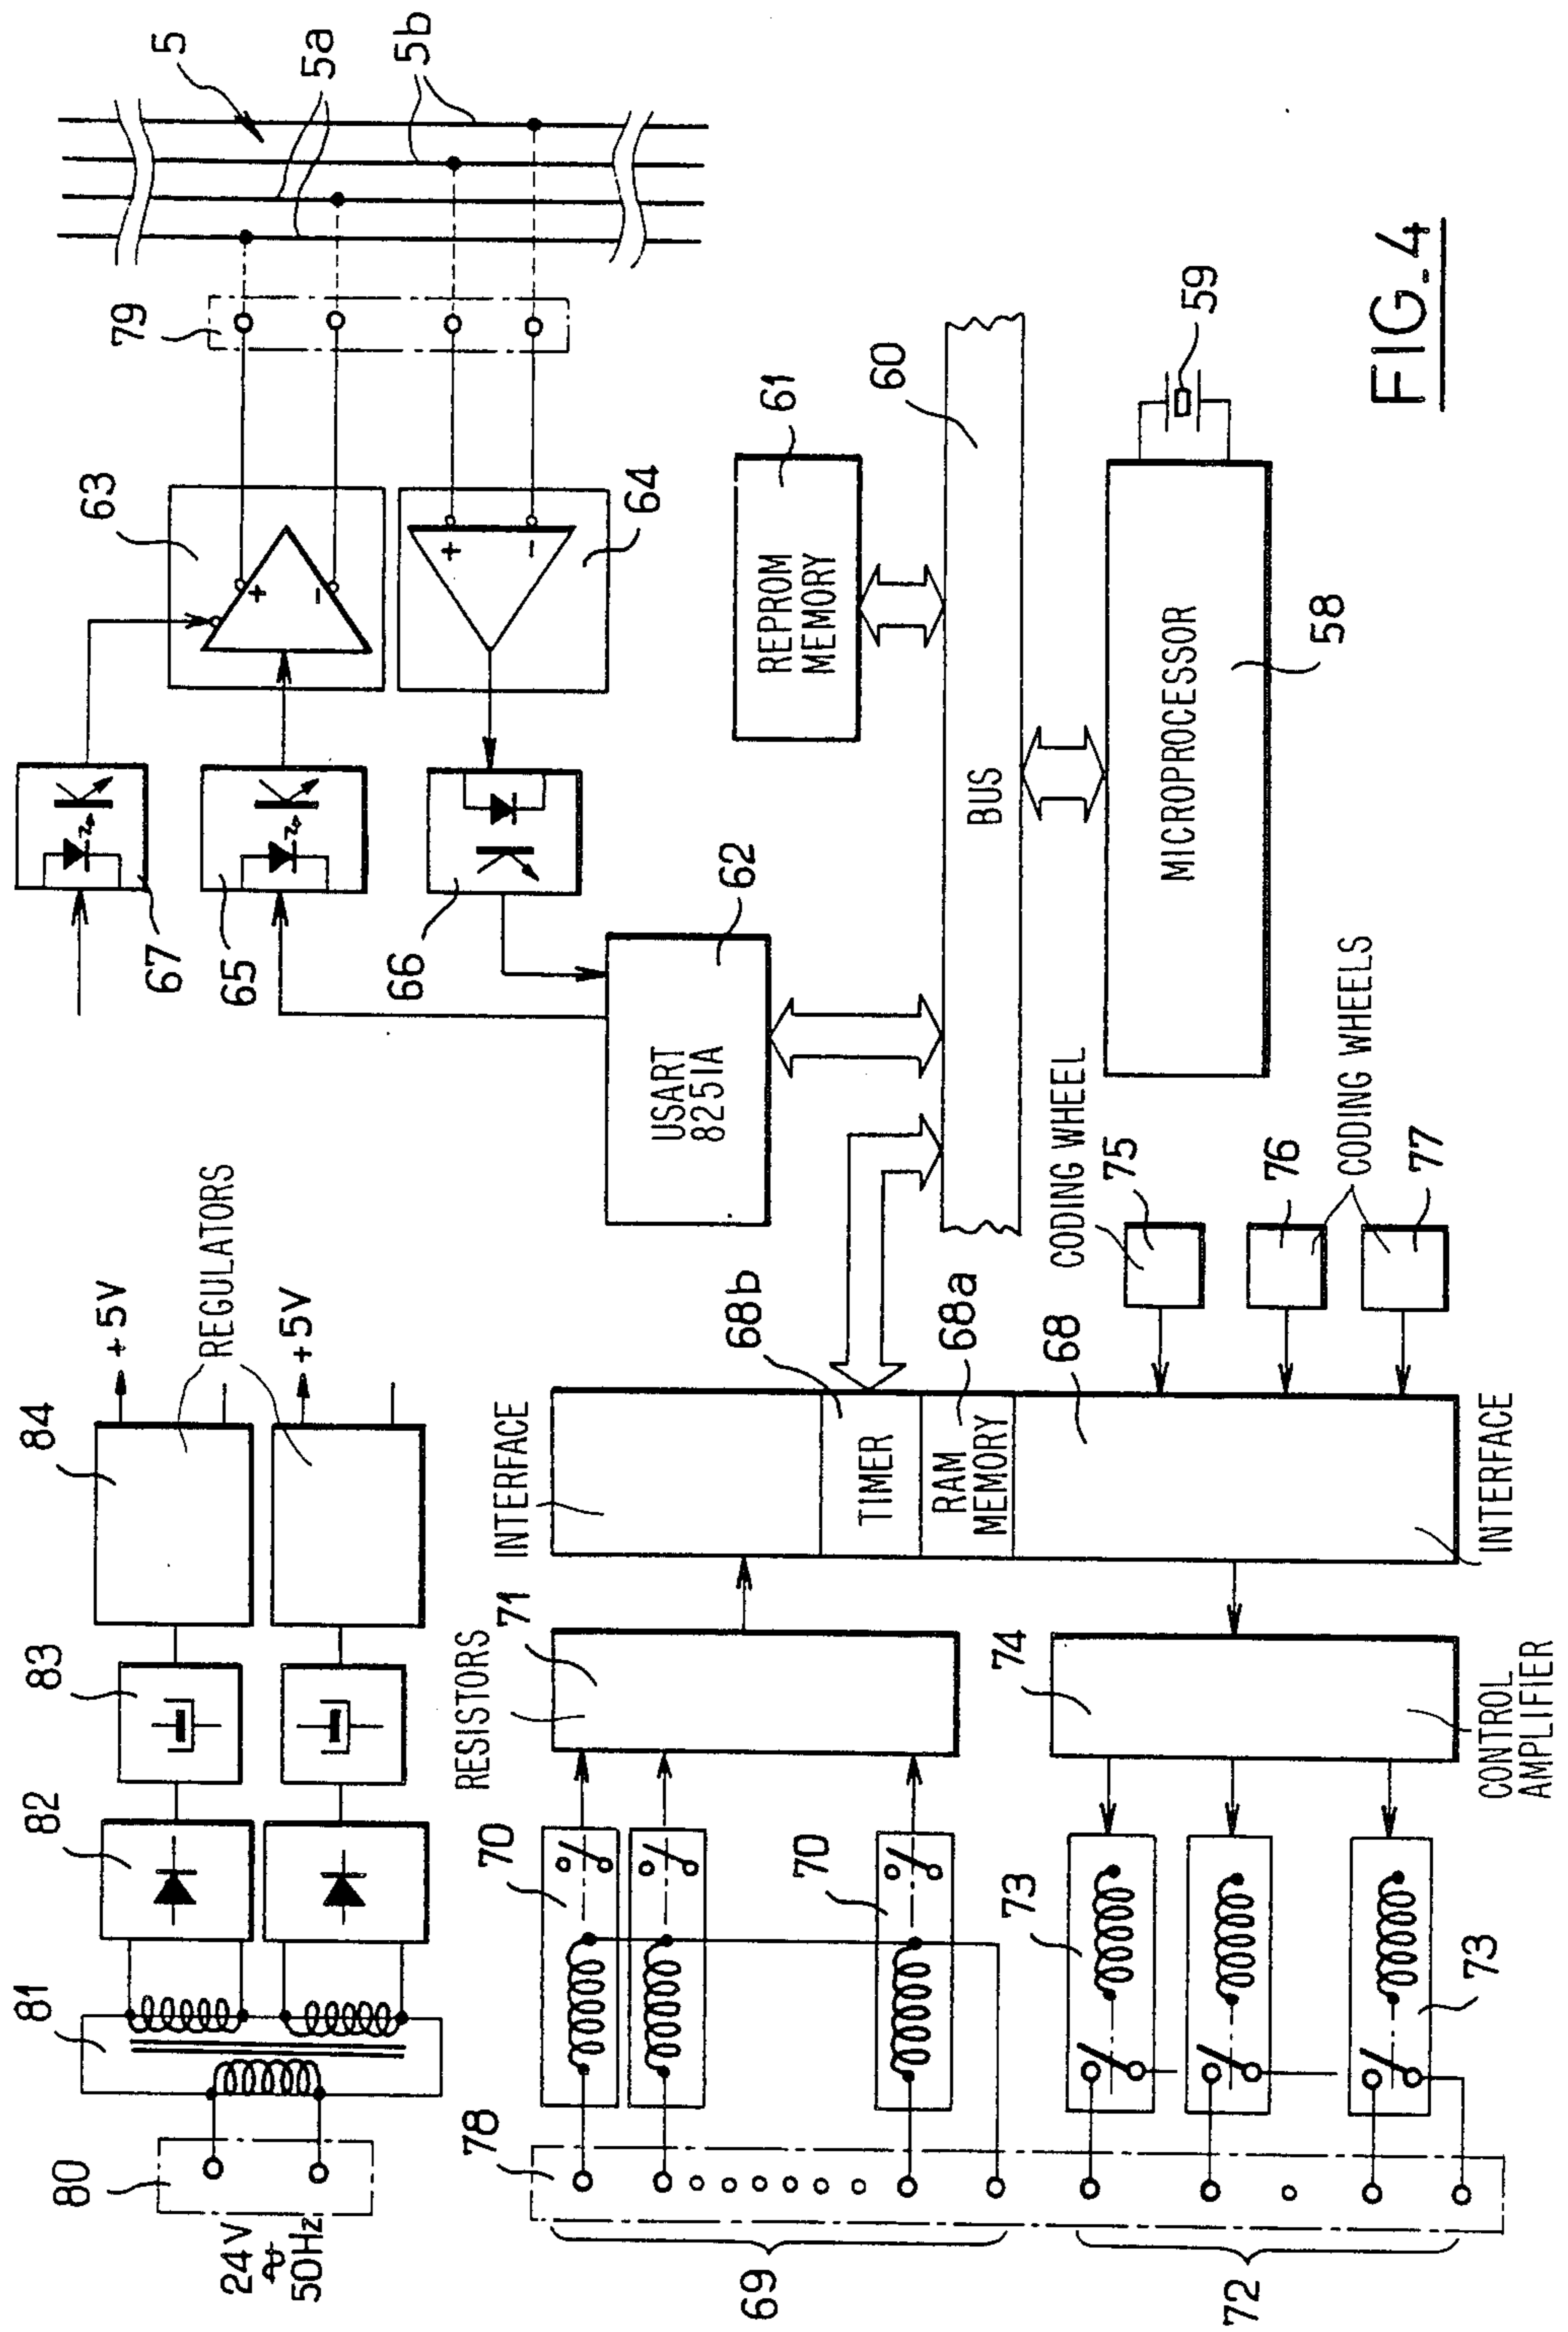 80
24V
50Hz
81
82
83
84
+5V
REGULATORS
+5V
67
65
66
63
64
79
5
5a
5b
78
69
72
70
70
73
73
RESISTORS
71
74
CONTROL
AMPLIFIER
INTERFACE
TIMER
RAM
MEMORY
INTERFACE
68b
68a
68
USART
8251A
62
REPROM
MEMORY
61
BUS
60
MICROPROCESSOR
58
59
CODING WHEEL
75
76
CODING WHEELS
77
+
-
+
-
FIG_4